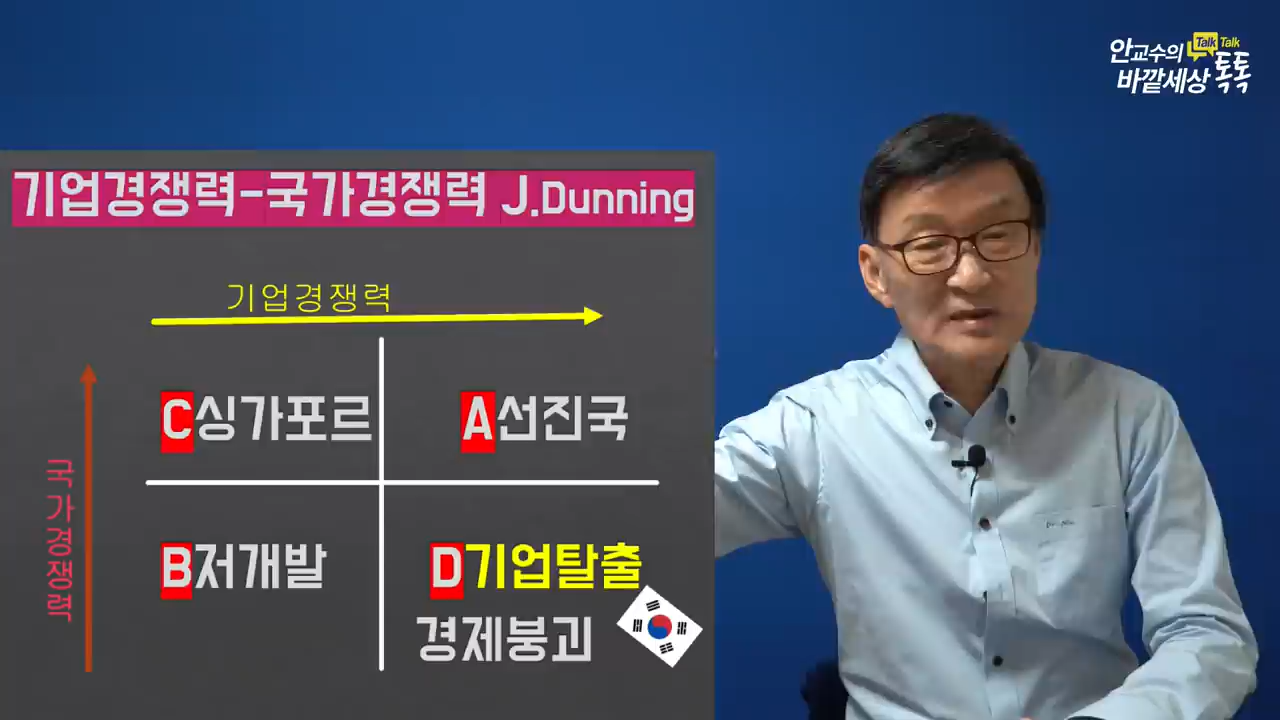 안교수의 Talk Talk
바깥세상 톡톡
기업경쟁력-국가경쟁력 J.Dunning
기업경쟁력
국가경쟁력
C싱가포르
A선진국
B저개발
D기업탈출
경제붕괴